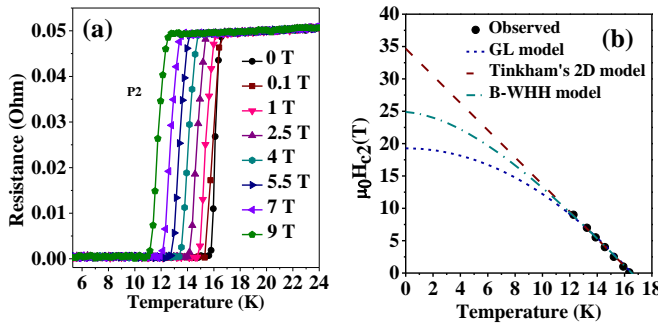 (a)
0.05
0.04
0.03
0.02
0.01
0.00
Resistance (Ohm)
P2
0 T
0.1 T
1 T
2.5 T
4 T
5.5 T
7 T
9 T
6 8 10 12 14 16 18 20 22 24
Temperature (K)
(b)
40
35
30
25
20
15
10
5
0
μ0Hc2(T)
Observed
GL model
Tinkham's 2D model
B-WHH model
0 2 4 6 8 10 12 14 16 18
Temperature (K)